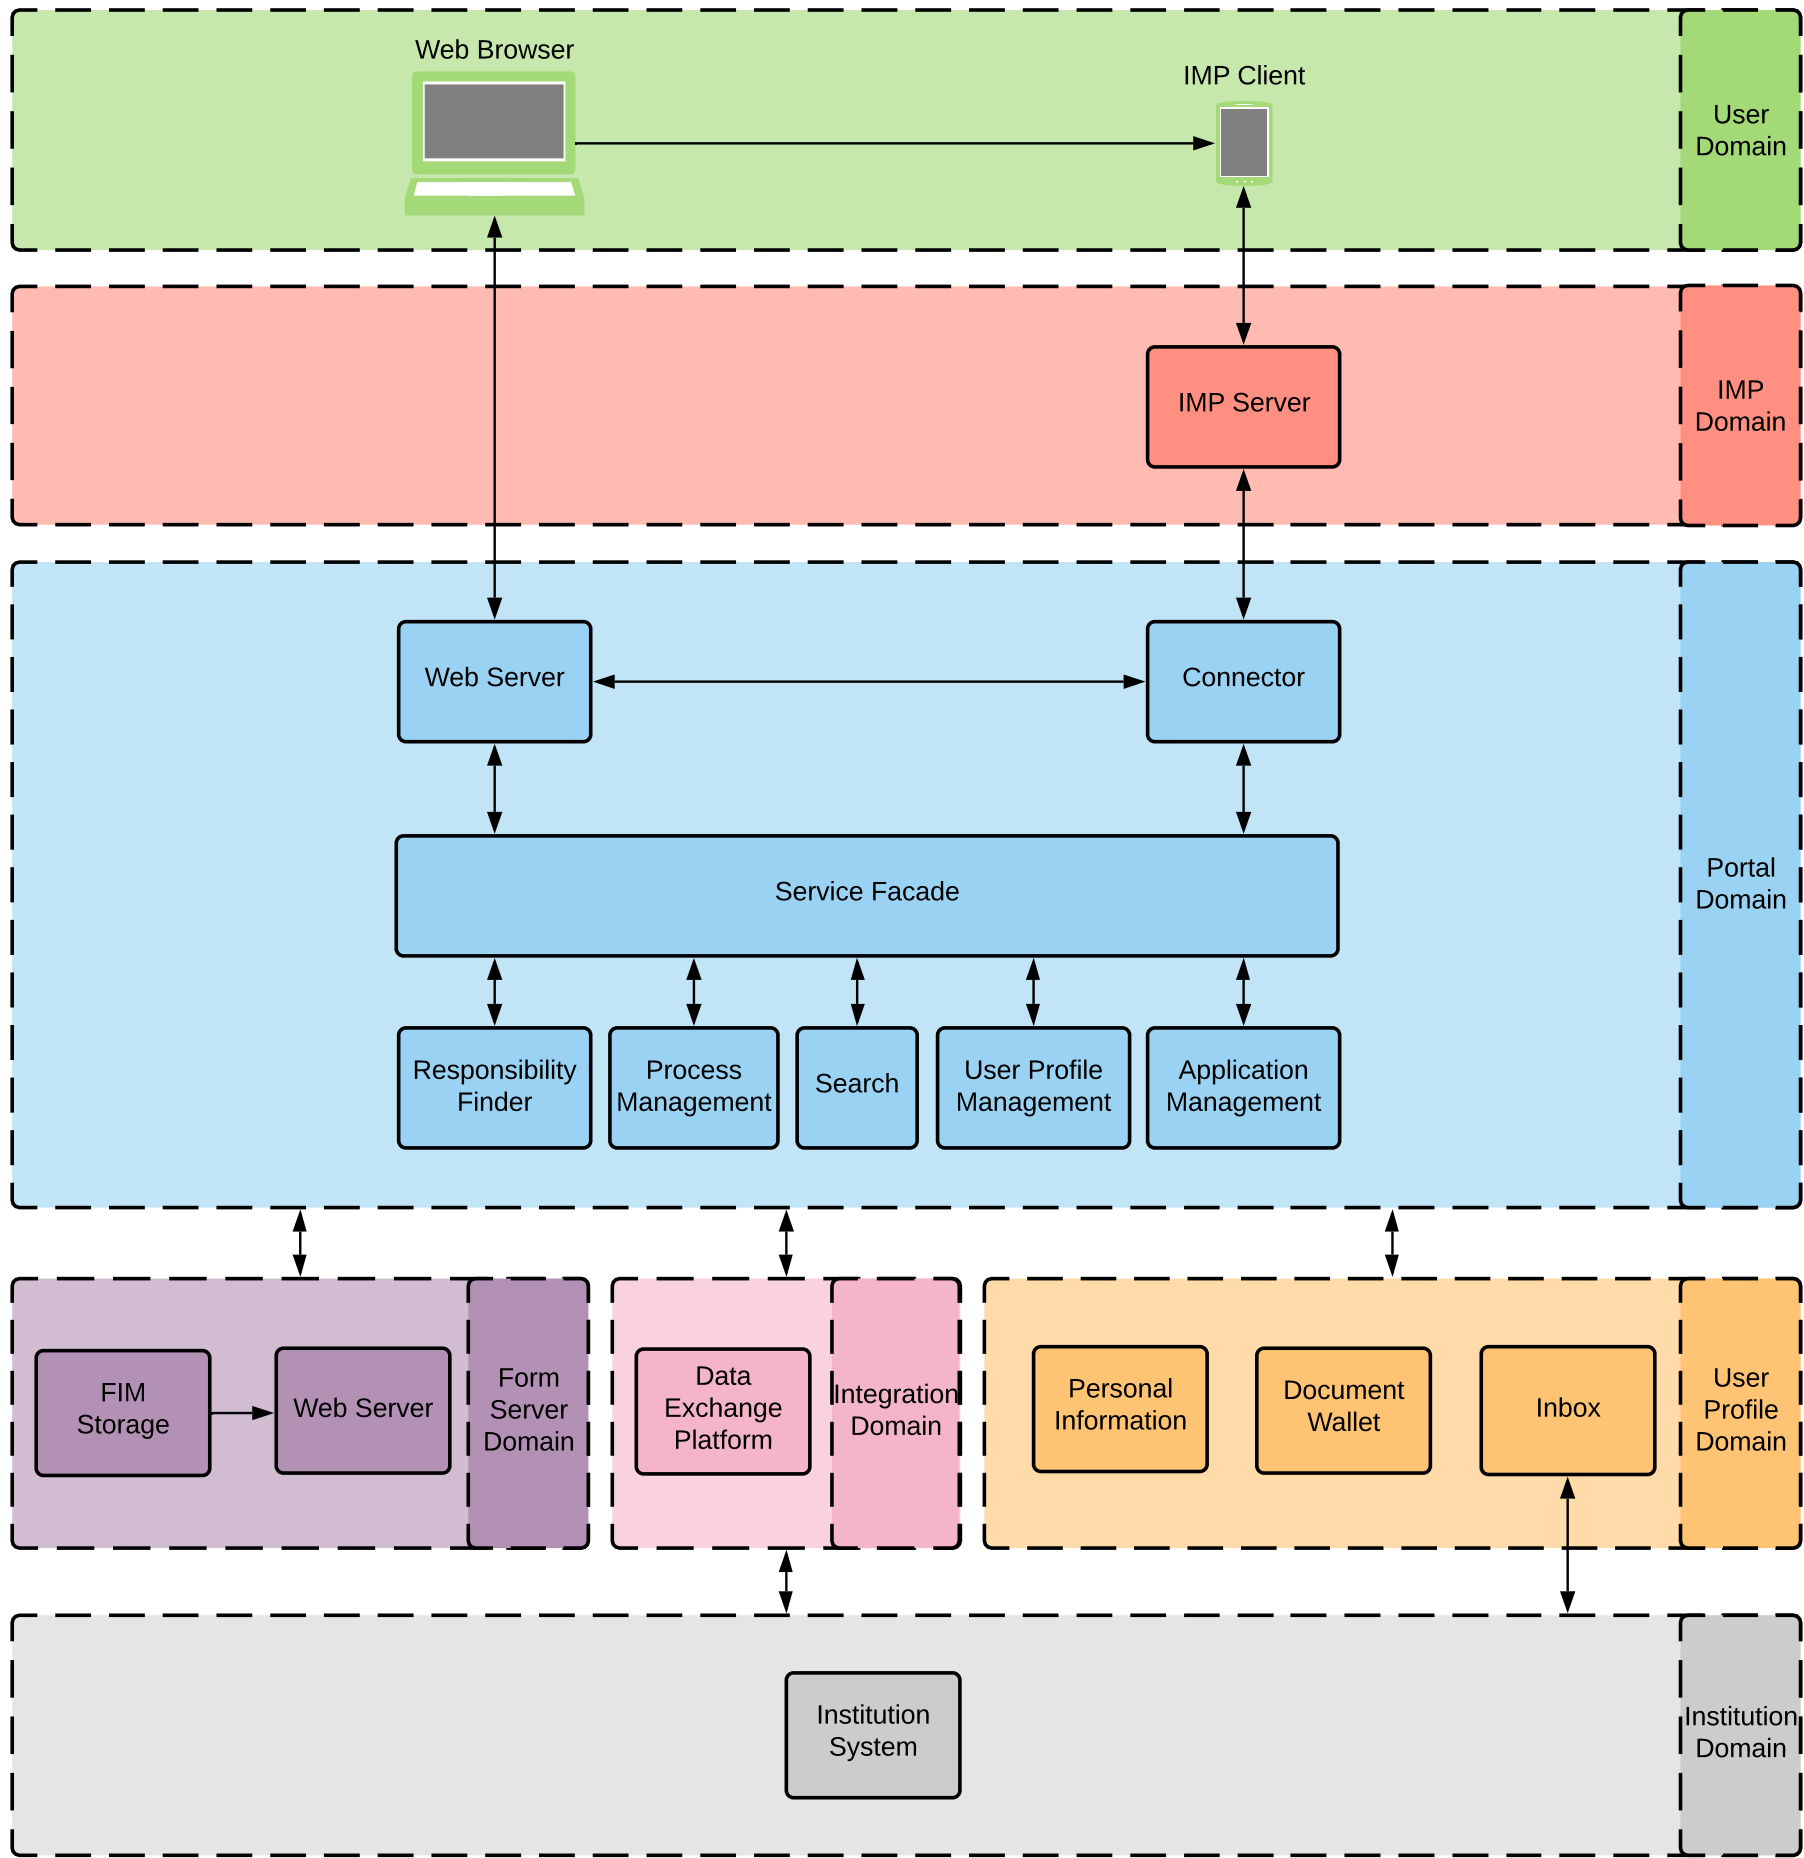 Web Browser
IMP Client
User
Domain
IMP Server
IMP
Domain
Web Server
Connector
Service Facade
Portal
Domain
Responsibility
Finder
Process
Management
Search
User Profile
Management
Application
Management
FIM
Storage
Web Server
Form
Server
Domain
Data
Exchange
Platform
Integration
Domain
Personal
Information
Document
Wallet
Inbox
User
Profile
Domain
Institution
System
Institution
Domain